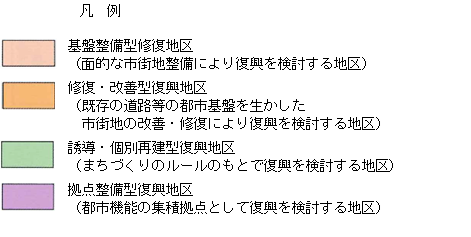 凡 例
基盤整備型修復地区
(面的な市街地整備により復興を検討する地区)
修復・改善型復興地区
(既存の道路等の都市基盤を生かした
市街地の改善・修復により復興を検討する地区)
誘導・個別再建型復興地区
(まちづくりのルールのもとで復興を検討する地区)
拠点整備型復興地区
(都市機能の集積拠点として復興を検討する地区)